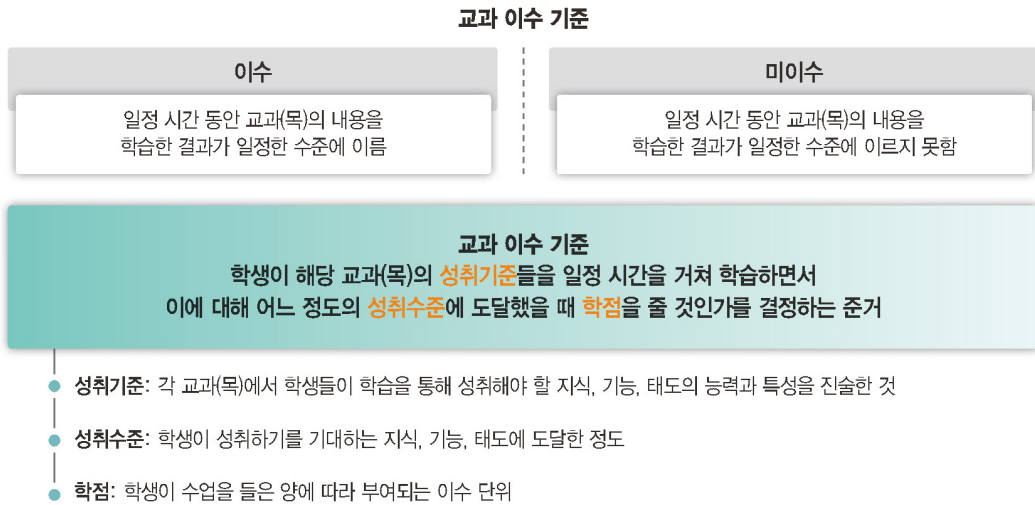 교과 이수 기준
이수
일정 시간 동안 교과(목)의 내용을
학습한 결과가 일정한 수준에 이름
미이수
일정 시간 동안 교과(목)의 내용을
학습한 결과가 일정한 수준에 이르지 못함
교과 이수 기준
학생이 해당 교과(목)의 성취기준들을 일정 시간을 거쳐 학습하면서
이에 대해 어느 정도의 성취수준에 도달했을 때 학점을 줄 것인가를 결정하는 준거
성취기준: 각 교과(목)에서 학생들이 학습을 통해 성취해야 할 지식, 기능, 태도의 능력과 특성을 진술한 것
성취수준: 학생이 성취하기를 기대하는 지식, 기능, 태도에 도달한 정도
학점: 학생이 수업을 들은 양에 따라 부여되는 이수 단위